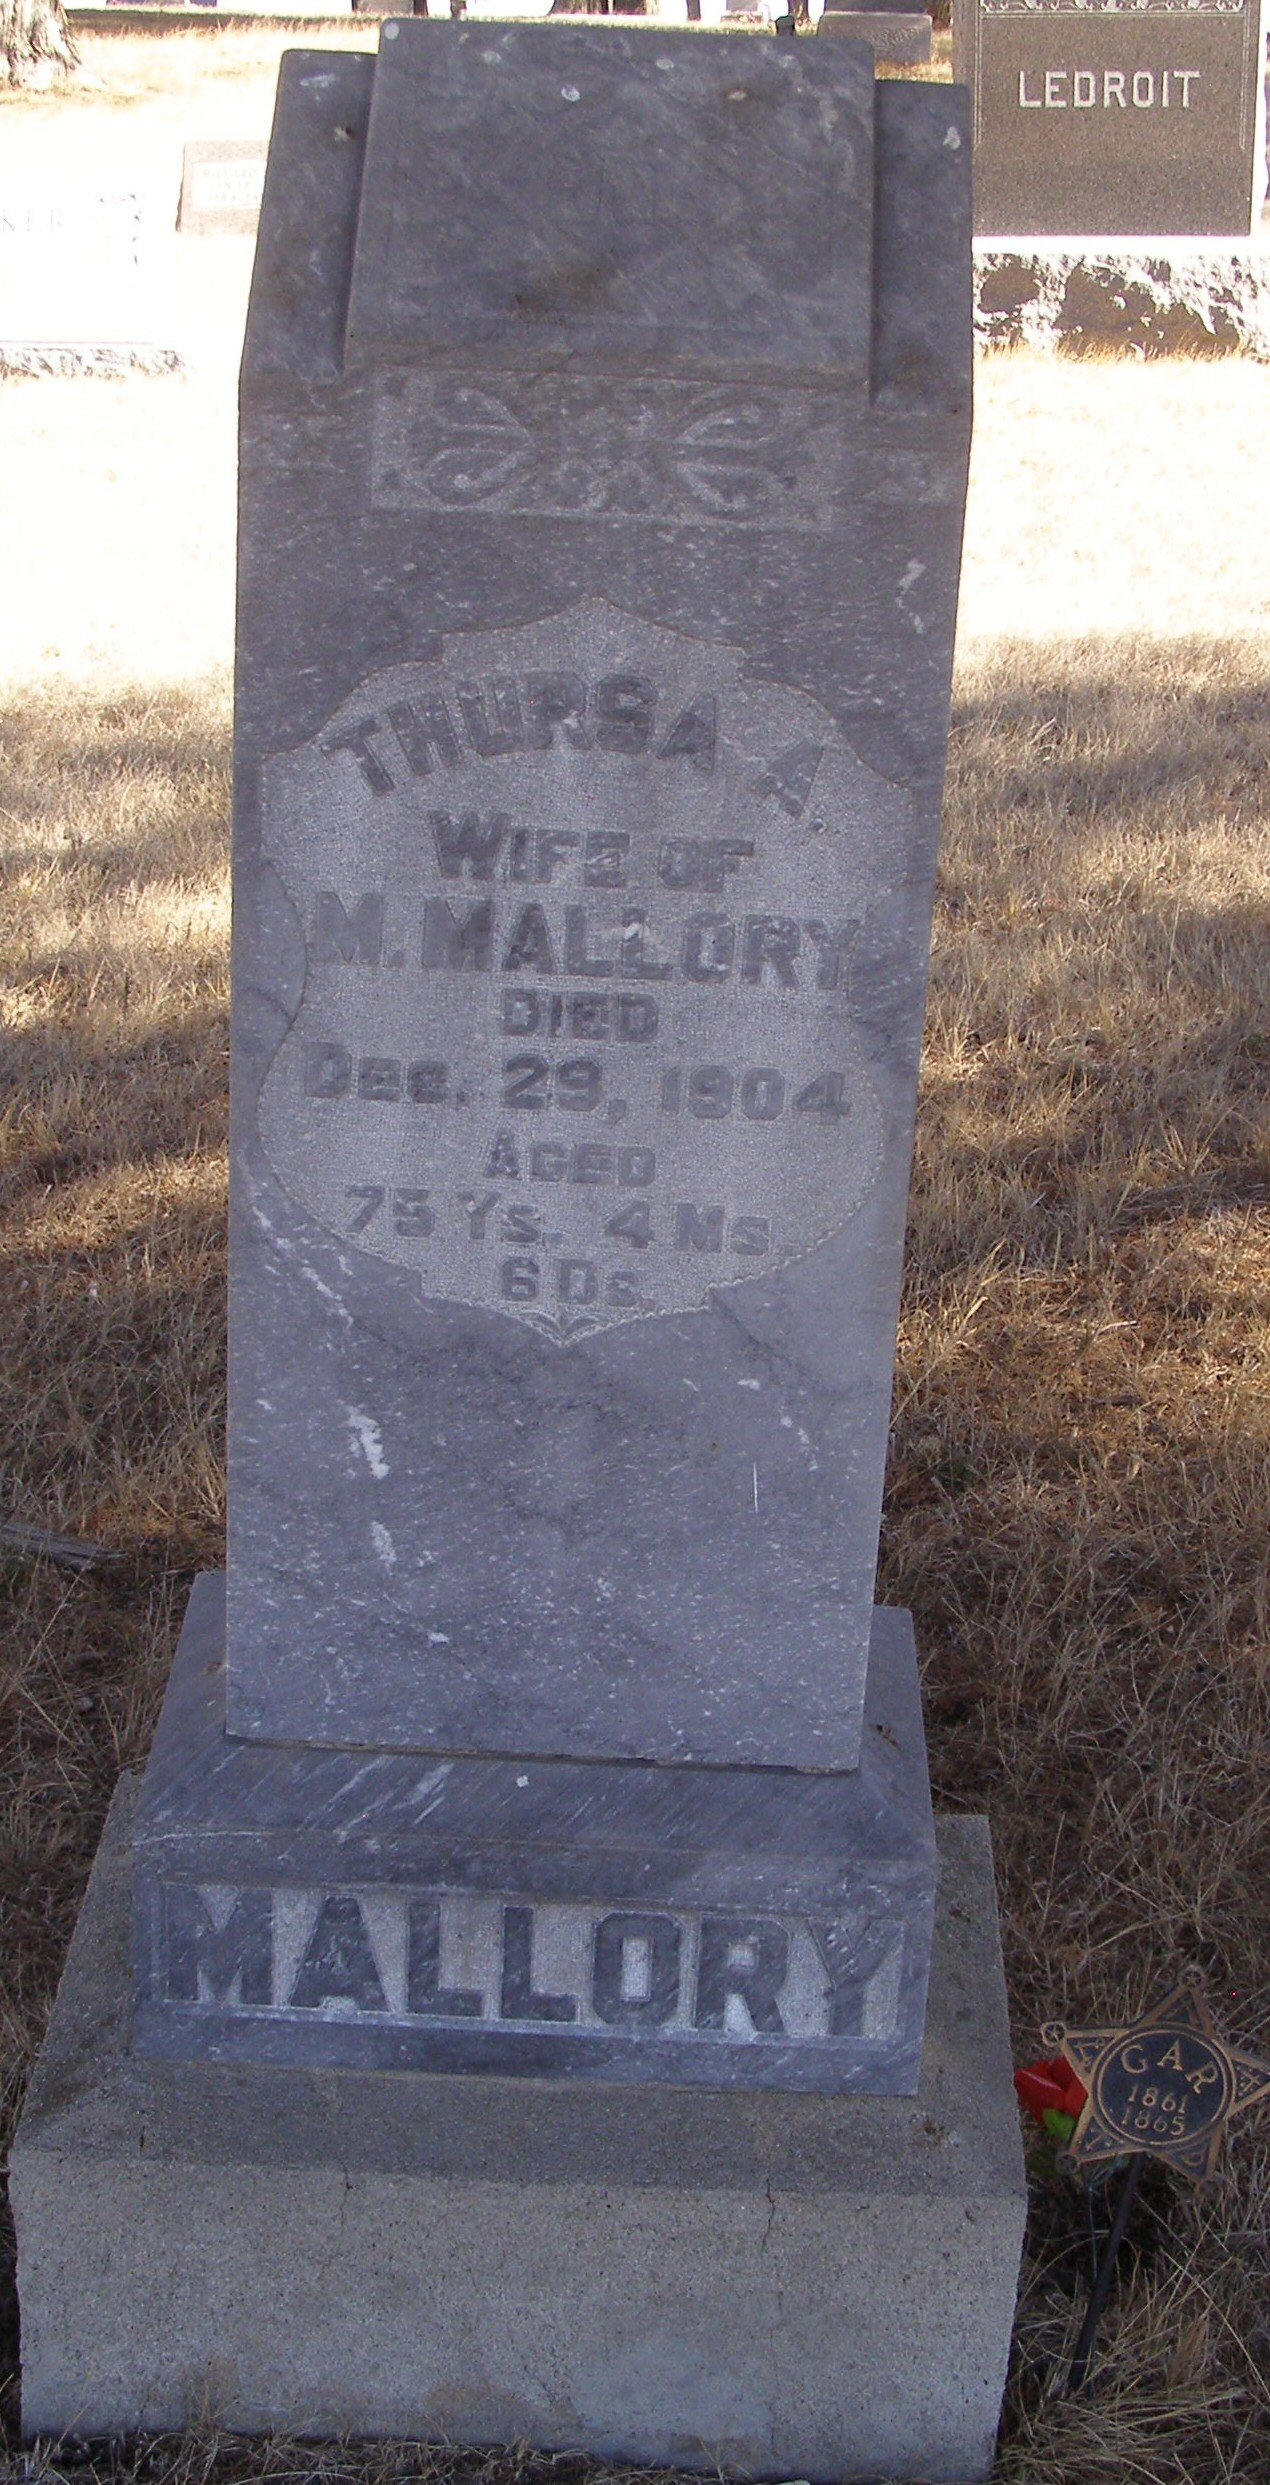 LEDROIT
THURSA A.
WIFE OF
M. MALLORY
DIED
DEC. 29, 1904
AGED
75 YS. 4 MS.
6 DS.
MALLORY
GAR
1861
1865